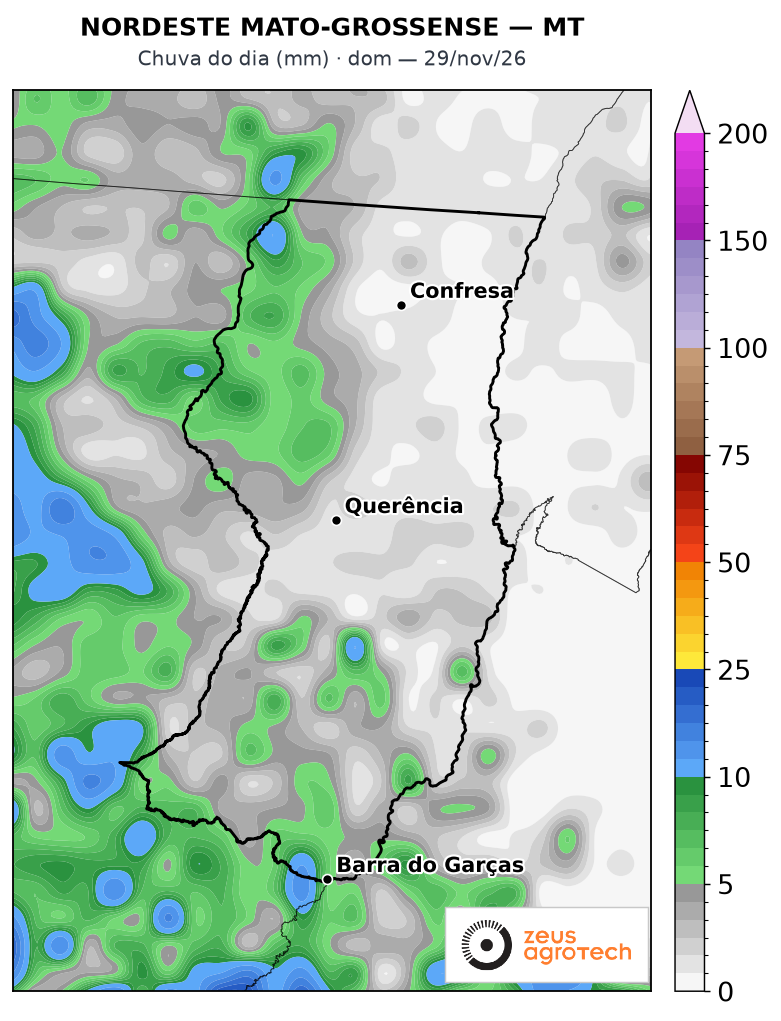 NORDESTE MATO-GROSSENSE — MT
Chuva do dia (mm) · dom — 29/nov/26
200
150
100
75
50
25
10
5
0
Confresa
Querência
Barra do Garças
zeus
agrotech